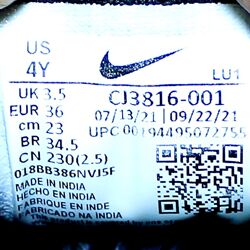 US
4Y
LU1
UK 3.5
EUR 36
cm 23
BR 34.5
CN 230(2.5)
CJ3816-001
07/13/21 09/22/21
UPC 00194495072755
018BB386NVJ5F
MADE IN INDIA
HECHO EN INDIA
FABRIQUÉ EN INDE
FABRICADO NA INDIA